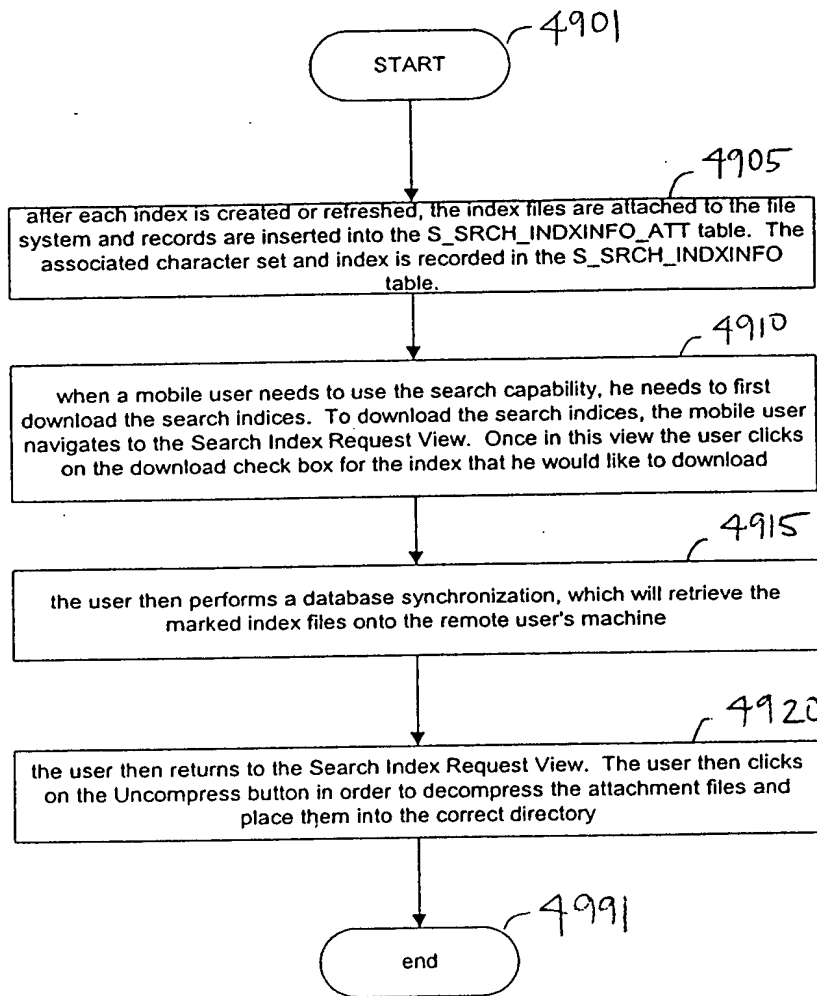 4901
START
4905
after each index is created or refreshed, the index files are attached to the file
system and records are inserted into the S_SRCH_INDXINFO_ATT table. The
associated character set and index is recorded in the S_SRCH_INDXINFO
table.
4910
when a mobile user needs to use the search capability, he needs to first
download the search indices. To download the search indices, the mobile user
navigates to the Search Index Request View. Once in this view the user clicks
on the download check box for the index that he would like to download
4915
the user then performs a database synchronization, which will retrieve the
marked index files onto the remote user's machine
4920
the user then returns to the Search Index Request View. The user then clicks
on the Uncompress button in order to decompress the attachment files and
place them into the correct directory
4991
end